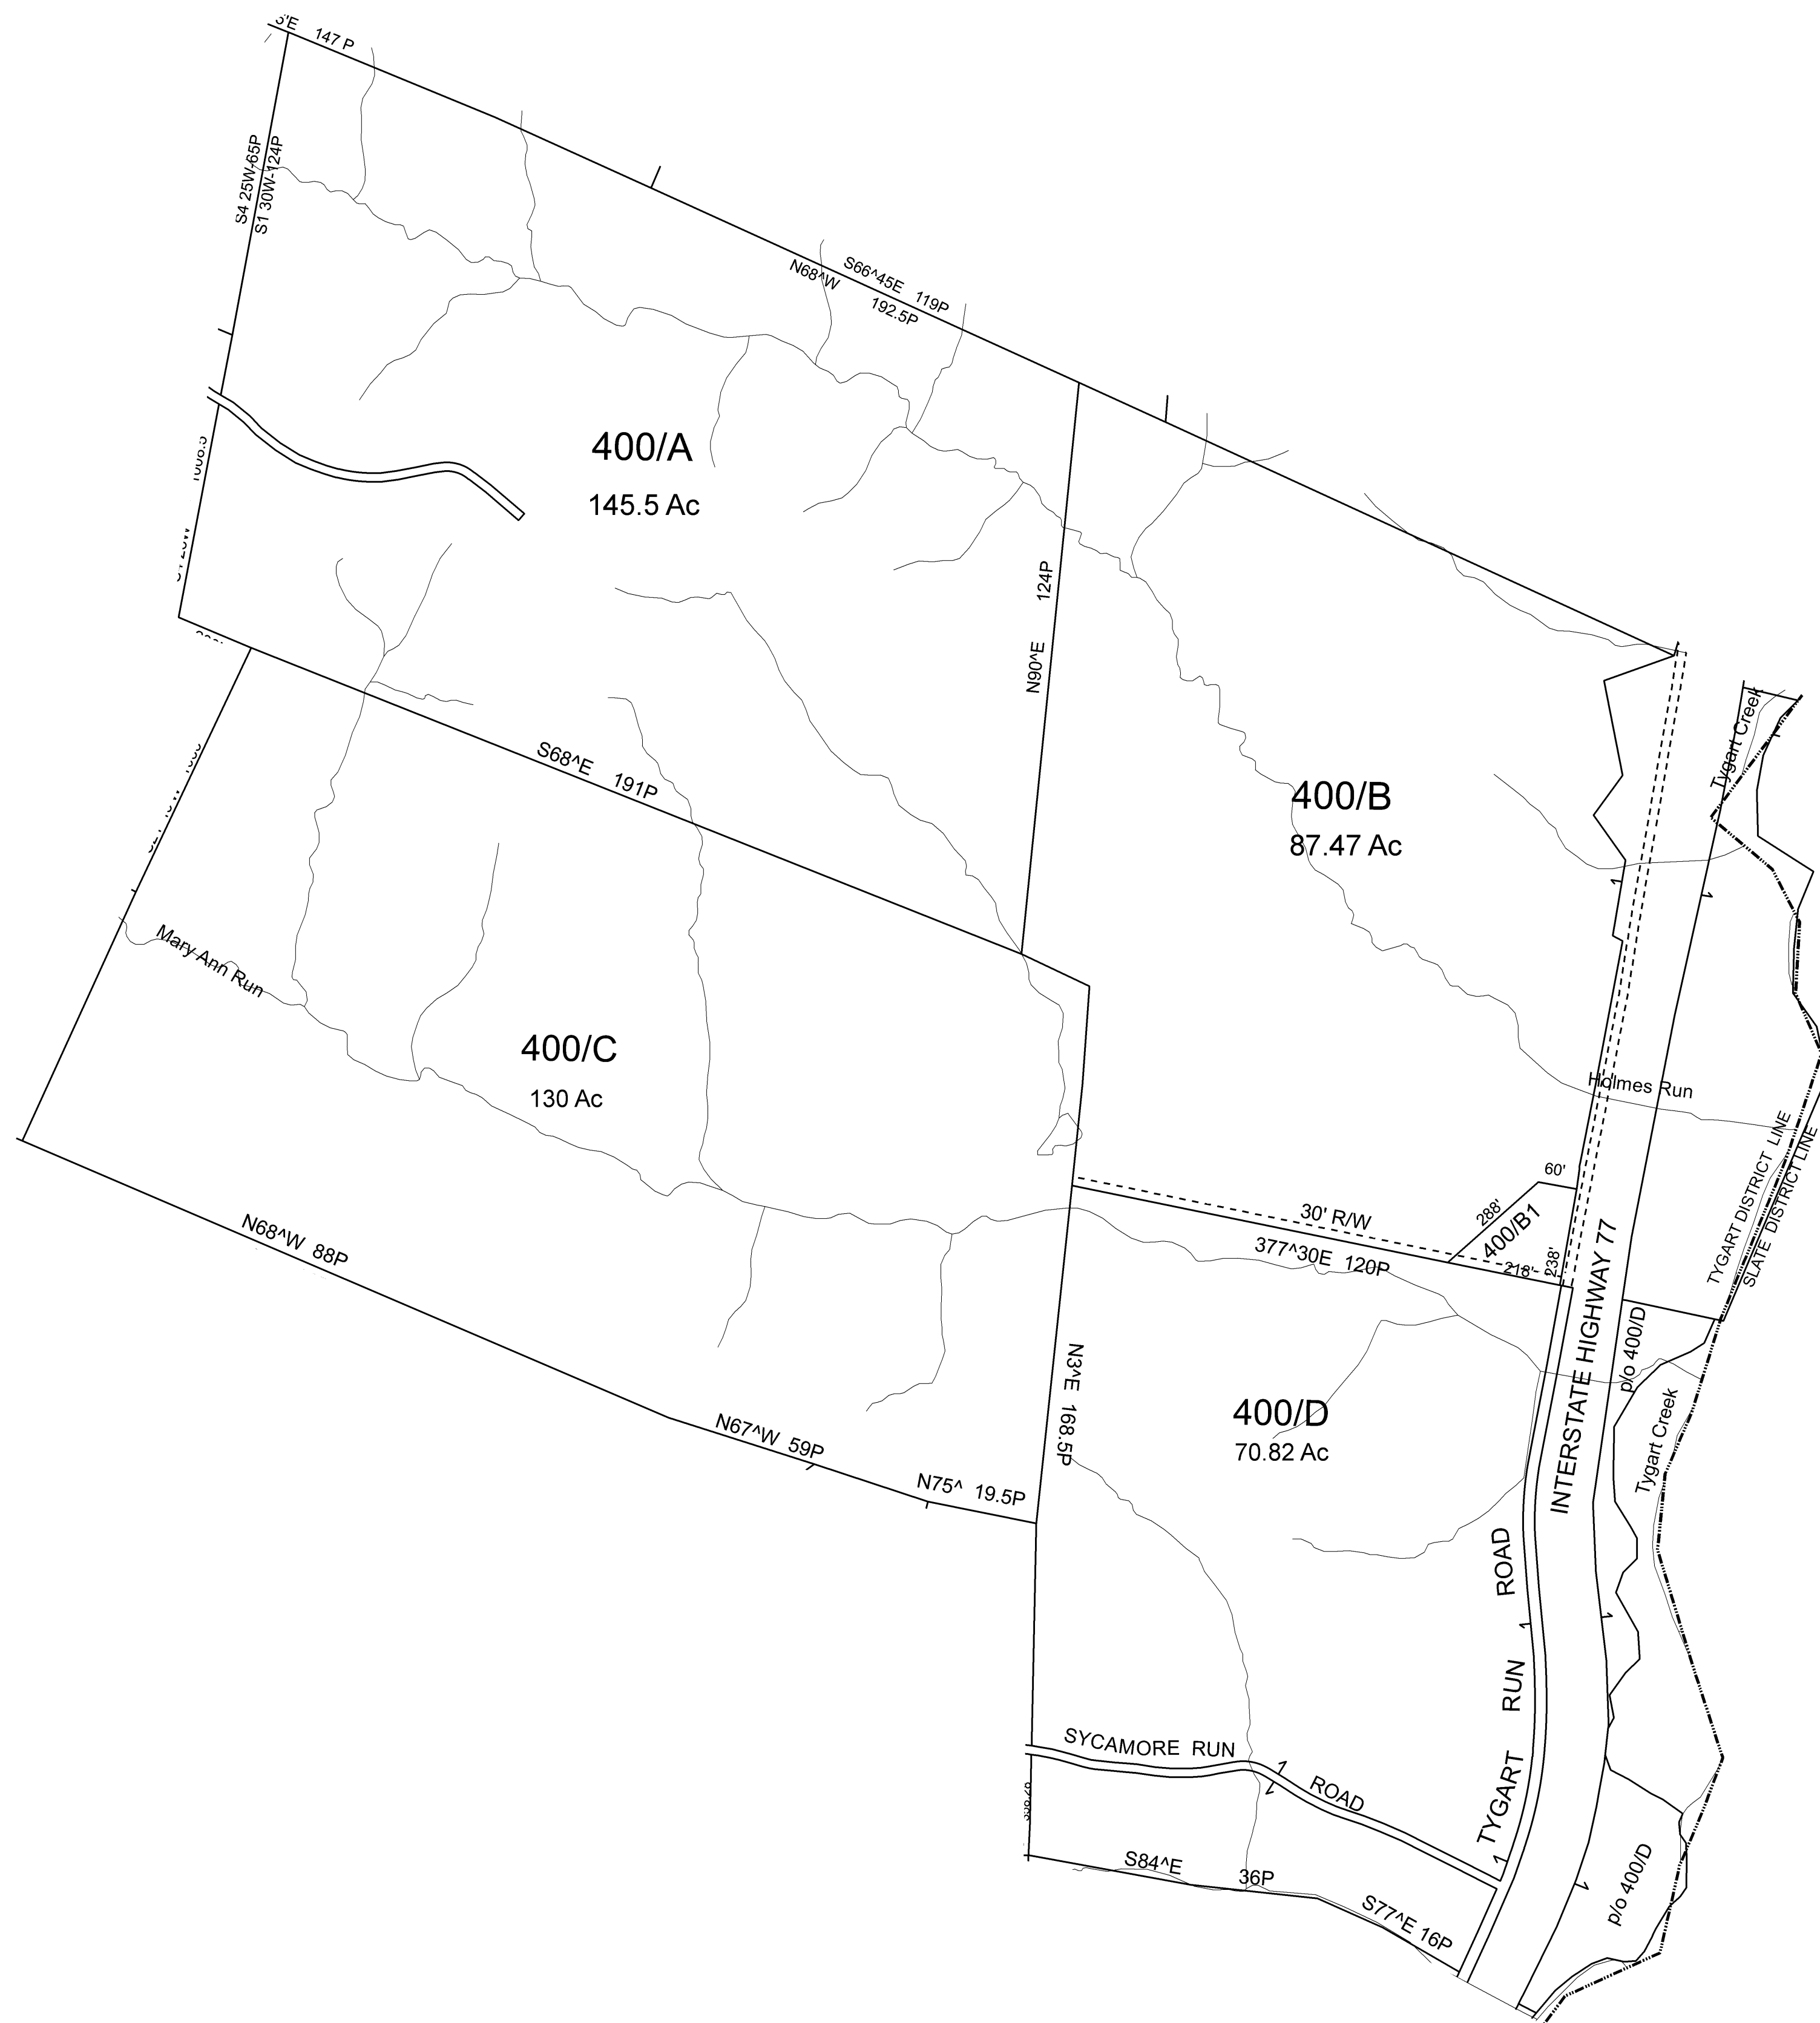 147 P
S4 25W-65P
S1 30W-124P
S66^45E 119P
N68^W 192.5P
400/A
145.5 Ac
124P
N90^E
Tygart Creek
S68^E 191P
400/B
87.47 Ac
Mary Ann Run
400/C
130 Ac
Holmes Run
TYGART DISTRICT LINE
SLATE DISTRICT LINE
60'
288'
400/B1
238'
218'
30' R/W
377^30E 120P
N68^W 88P
INTERSTATE HIGHWAY 77
p/o 400/D
N3^E 168.5P
400/D
70.82 Ac
Tygart Creek
N67^W 59P
N75^ 19.5P
TYGART RUN ROAD
SYCAMORE RUN ROAD
S84^E 36P
S77^E 16P
p/o 400/D